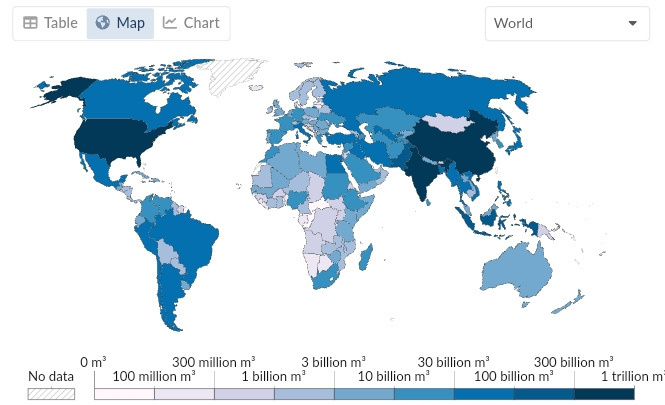 Table
Map
Chart
World
No data
0 m³
100 million m³
300 million m³
1 billion m³
3 billion m³
10 billion m³
30 billion m³
100 billion m³
300 billion m³
1 trillion m³